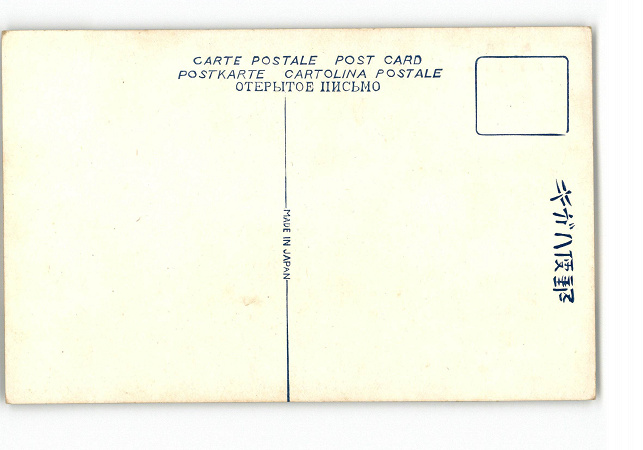 CARTE POSTALE POST CARD
POSTKARTE CARTOLINA POSTALE
ОТЕРЫТОЕ ПИСЬМО
MADE IN JAPAN
郵便ハガキ